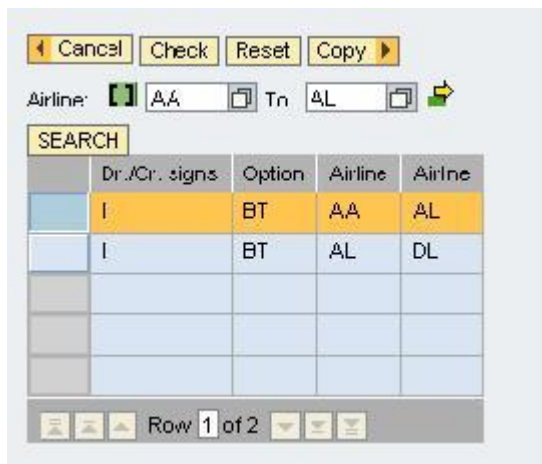 Cancel Check Reset Copy
Airline: AA To AL
SEARCH
Dr./Cr. signs Option Airline Airline
I BT AA AL
I BT AL DL
Row 1 of 2